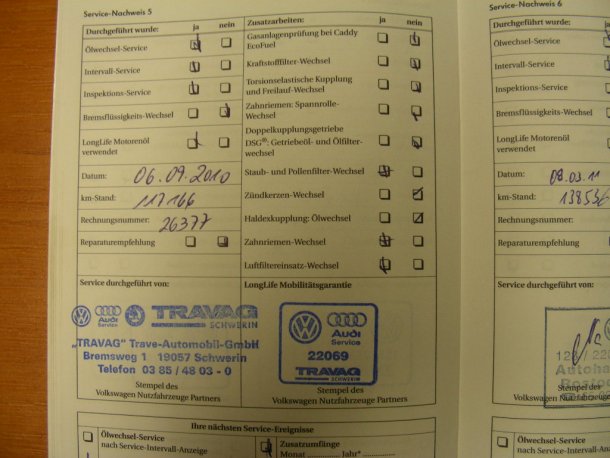 Service-Nachweis 5
Durchgeführt wurde: ja nein
Ölwechsel-Service
Intervall-Service
Inspektions-Service
Bremsflüssigkeits-Wechsel
LongLife Motorenöl
verwendet
Datum: 06.09.2010
km-Stand: 117166
Rechnungsnummer: 26377
Reparaturempfehlung
Zusatzarbeiten: ja nein
Gasanlagenprüfung bei Caddy
EcoFuel
Kraftstofffilter-Wechsel
Torsionselastische Kupplung
und Freilauf-Wechsel
Zahnriemen: Spannrolle-
Wechsel
Doppelkupplungsgetriebe
DSG®: Getriebeöl- und Ölfilter-
wechsel
Staub- und Pollenfilter-Wechsel
Zündkerzen-Wechsel
Haldexkupplung: Ölwechsel
Zahnriemen-Wechsel
Luftfiltereinsatz-Wechsel
Service durchgeführt von:
TRAVAG
Audi
Service
SCHWERIN
„TRAVAG" Trave-Automobil-GmbH
Bremsweg 1 19057 Schwerin
Telefon 03 85 / 48 03 - 0
Stempel des
Volkswagen Nutzfahrzeuge Partners
LongLife Mobilitätsgarantie
Audi
Service
22069
TRAVAG
SCHWERIN
Stempel des
Volkswagen Nutzfahrzeuge Partners
Ihre nächsten Service-Ereignisse
Ölwechsel-Service
nach Service-Intervall-Anzeige
Zusatzumfänge
Monat Jahr*
Service-Nachweis 6
Durchgeführt wurde:
Ölwechsel-Service
Intervall-Service
Inspektions-Service
Bremsflüssigkeits-Wechsel
LongLife Motorenöl
verwendet
Datum: 08.03.11
km-Stand: 138536
Rechnungsnummer:
Reparaturempfehlung
Service durchgeführt von:
Stempel des
Volkswagen Nutzfahrzeuge
Ölwechsel-Service
nach Service-Interv